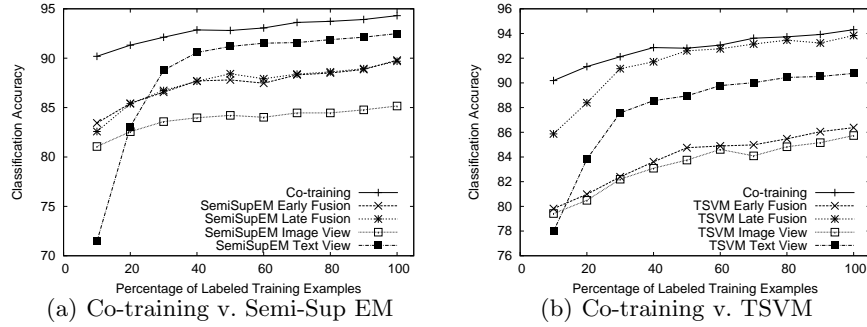 95
90
85
80
75
70
0 20 40 60 80 100
Classification Accuracy
Percentage of Labeled Training Examples
Co-training
SemiSupEM Early Fusion
SemiSupEM Late Fusion
SemiSupEM Image View
SemiSupEM Text View
(a) Co-training v. Semi-Sup EM
96
94
92
90
88
86
84
82
80
78
76
0 20 40 60 80 100
Classification Accuracy
Percentage of Labeled Training Examples
Co-training
TSVM Early Fusion
TSVM Late Fusion
TSVM Image View
TSVM Text View
(b) Co-training v. TSVM